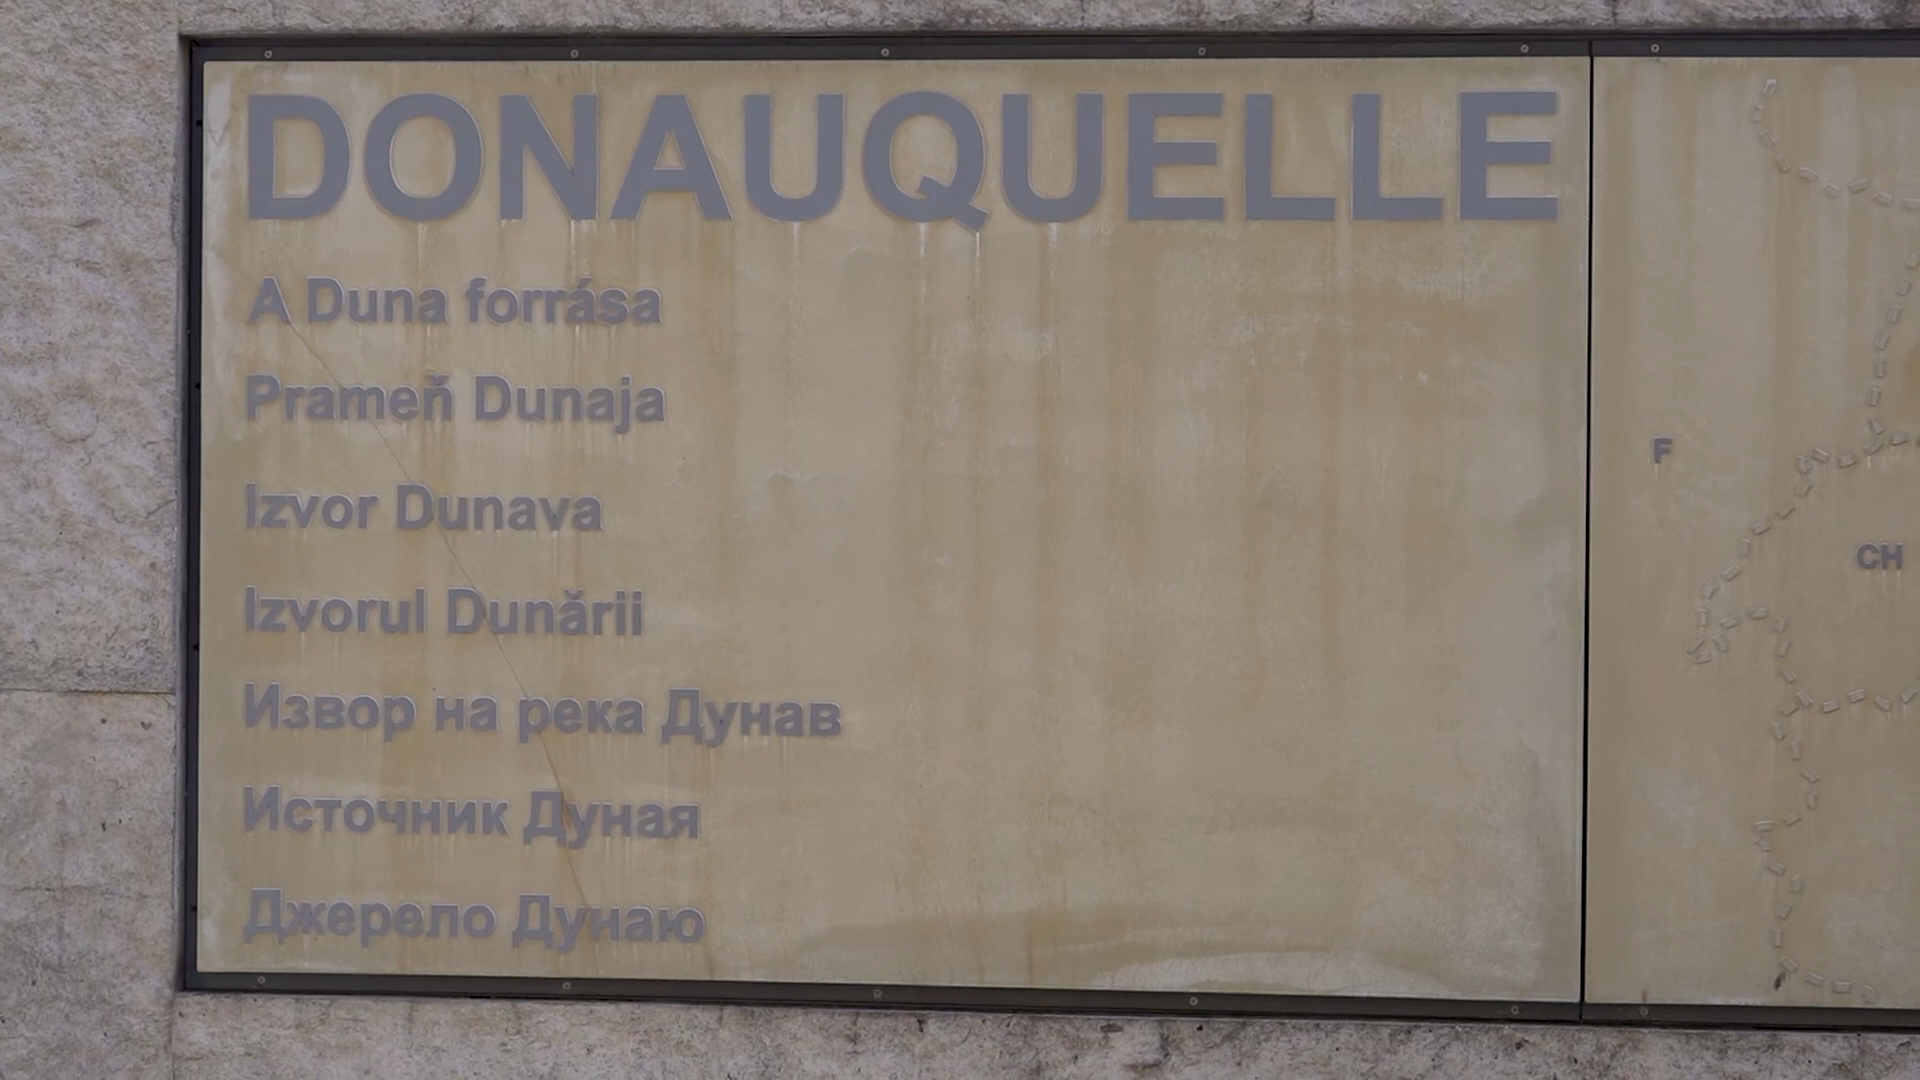 DONAUQUELLE
A Duna forrása
Prameň Dunaja
Izvor Dunava
Izvorul Dunării
Извор на река Дунав
Источник Дуная
Джерело Дунаю
F
CH